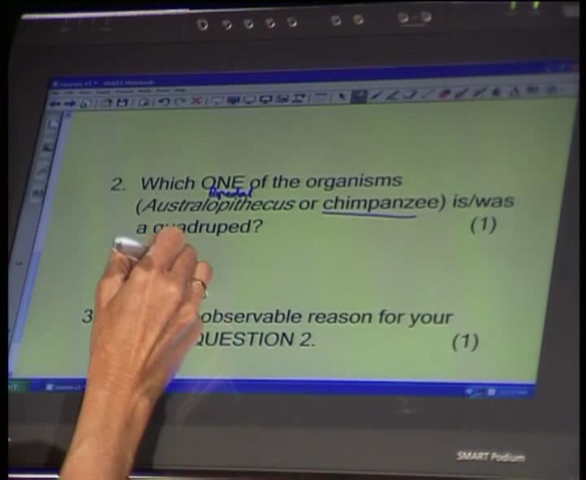 2. Which ONE of the organisms
(Australopithecus or chimpanzee) is/was
a quadruped? (1)
3
observable reason for your
QUESTION 2. (1)
SMART Podium